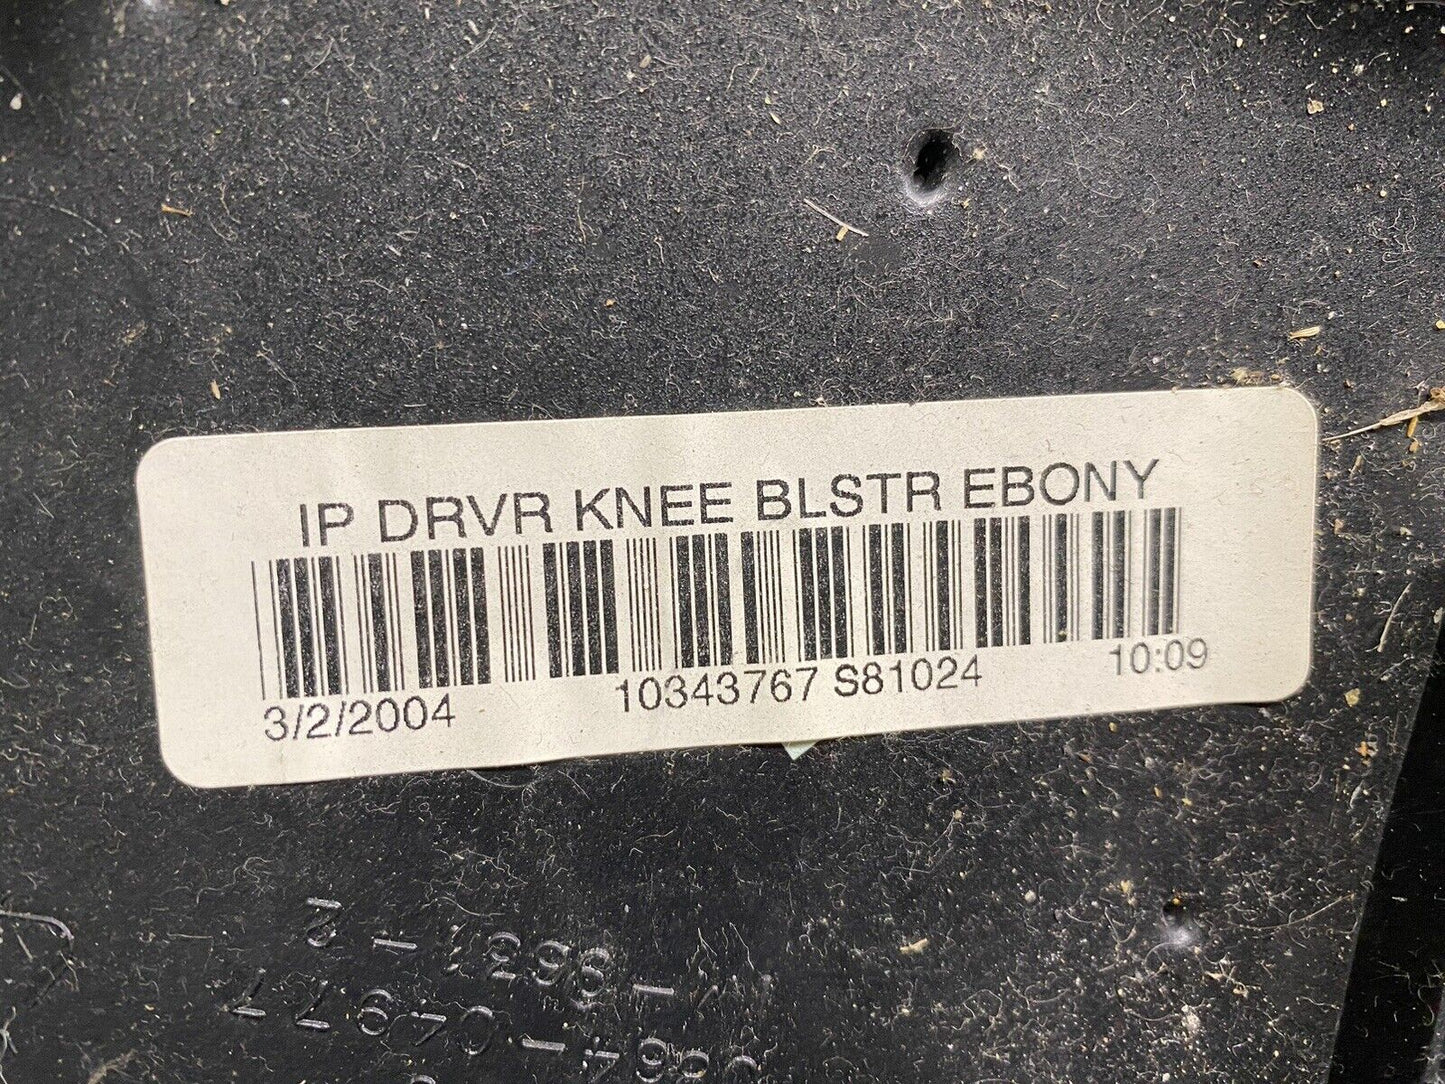 IP DRVR KNEE BLSTR EBONY
3/2/2004 10343767 S81024 10:09